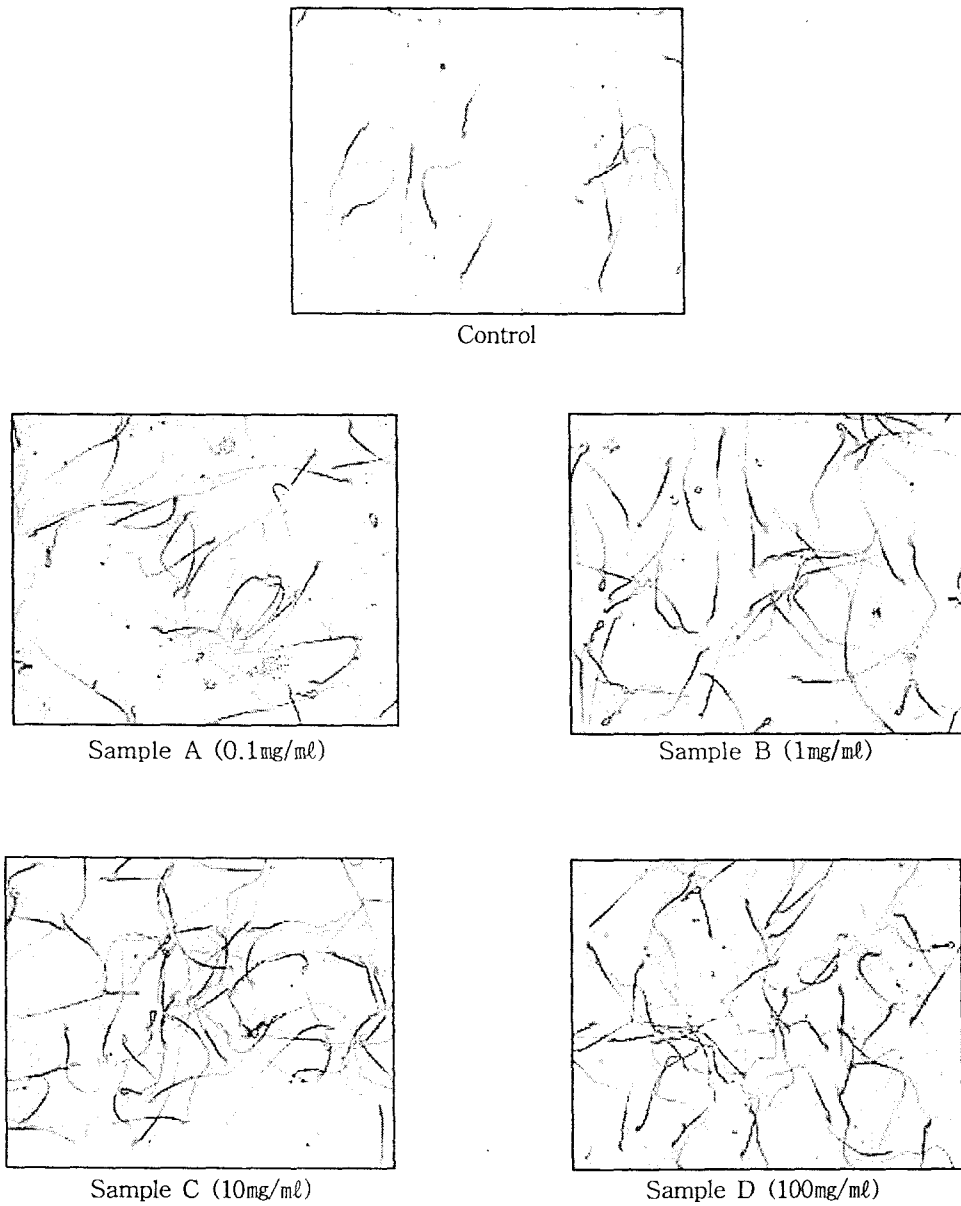 Control
Sample A (0.1㎎/㎖)
Sample B (1㎎/㎖)
Sample C (10㎎/㎖)
Sample D (100㎎/㎖)